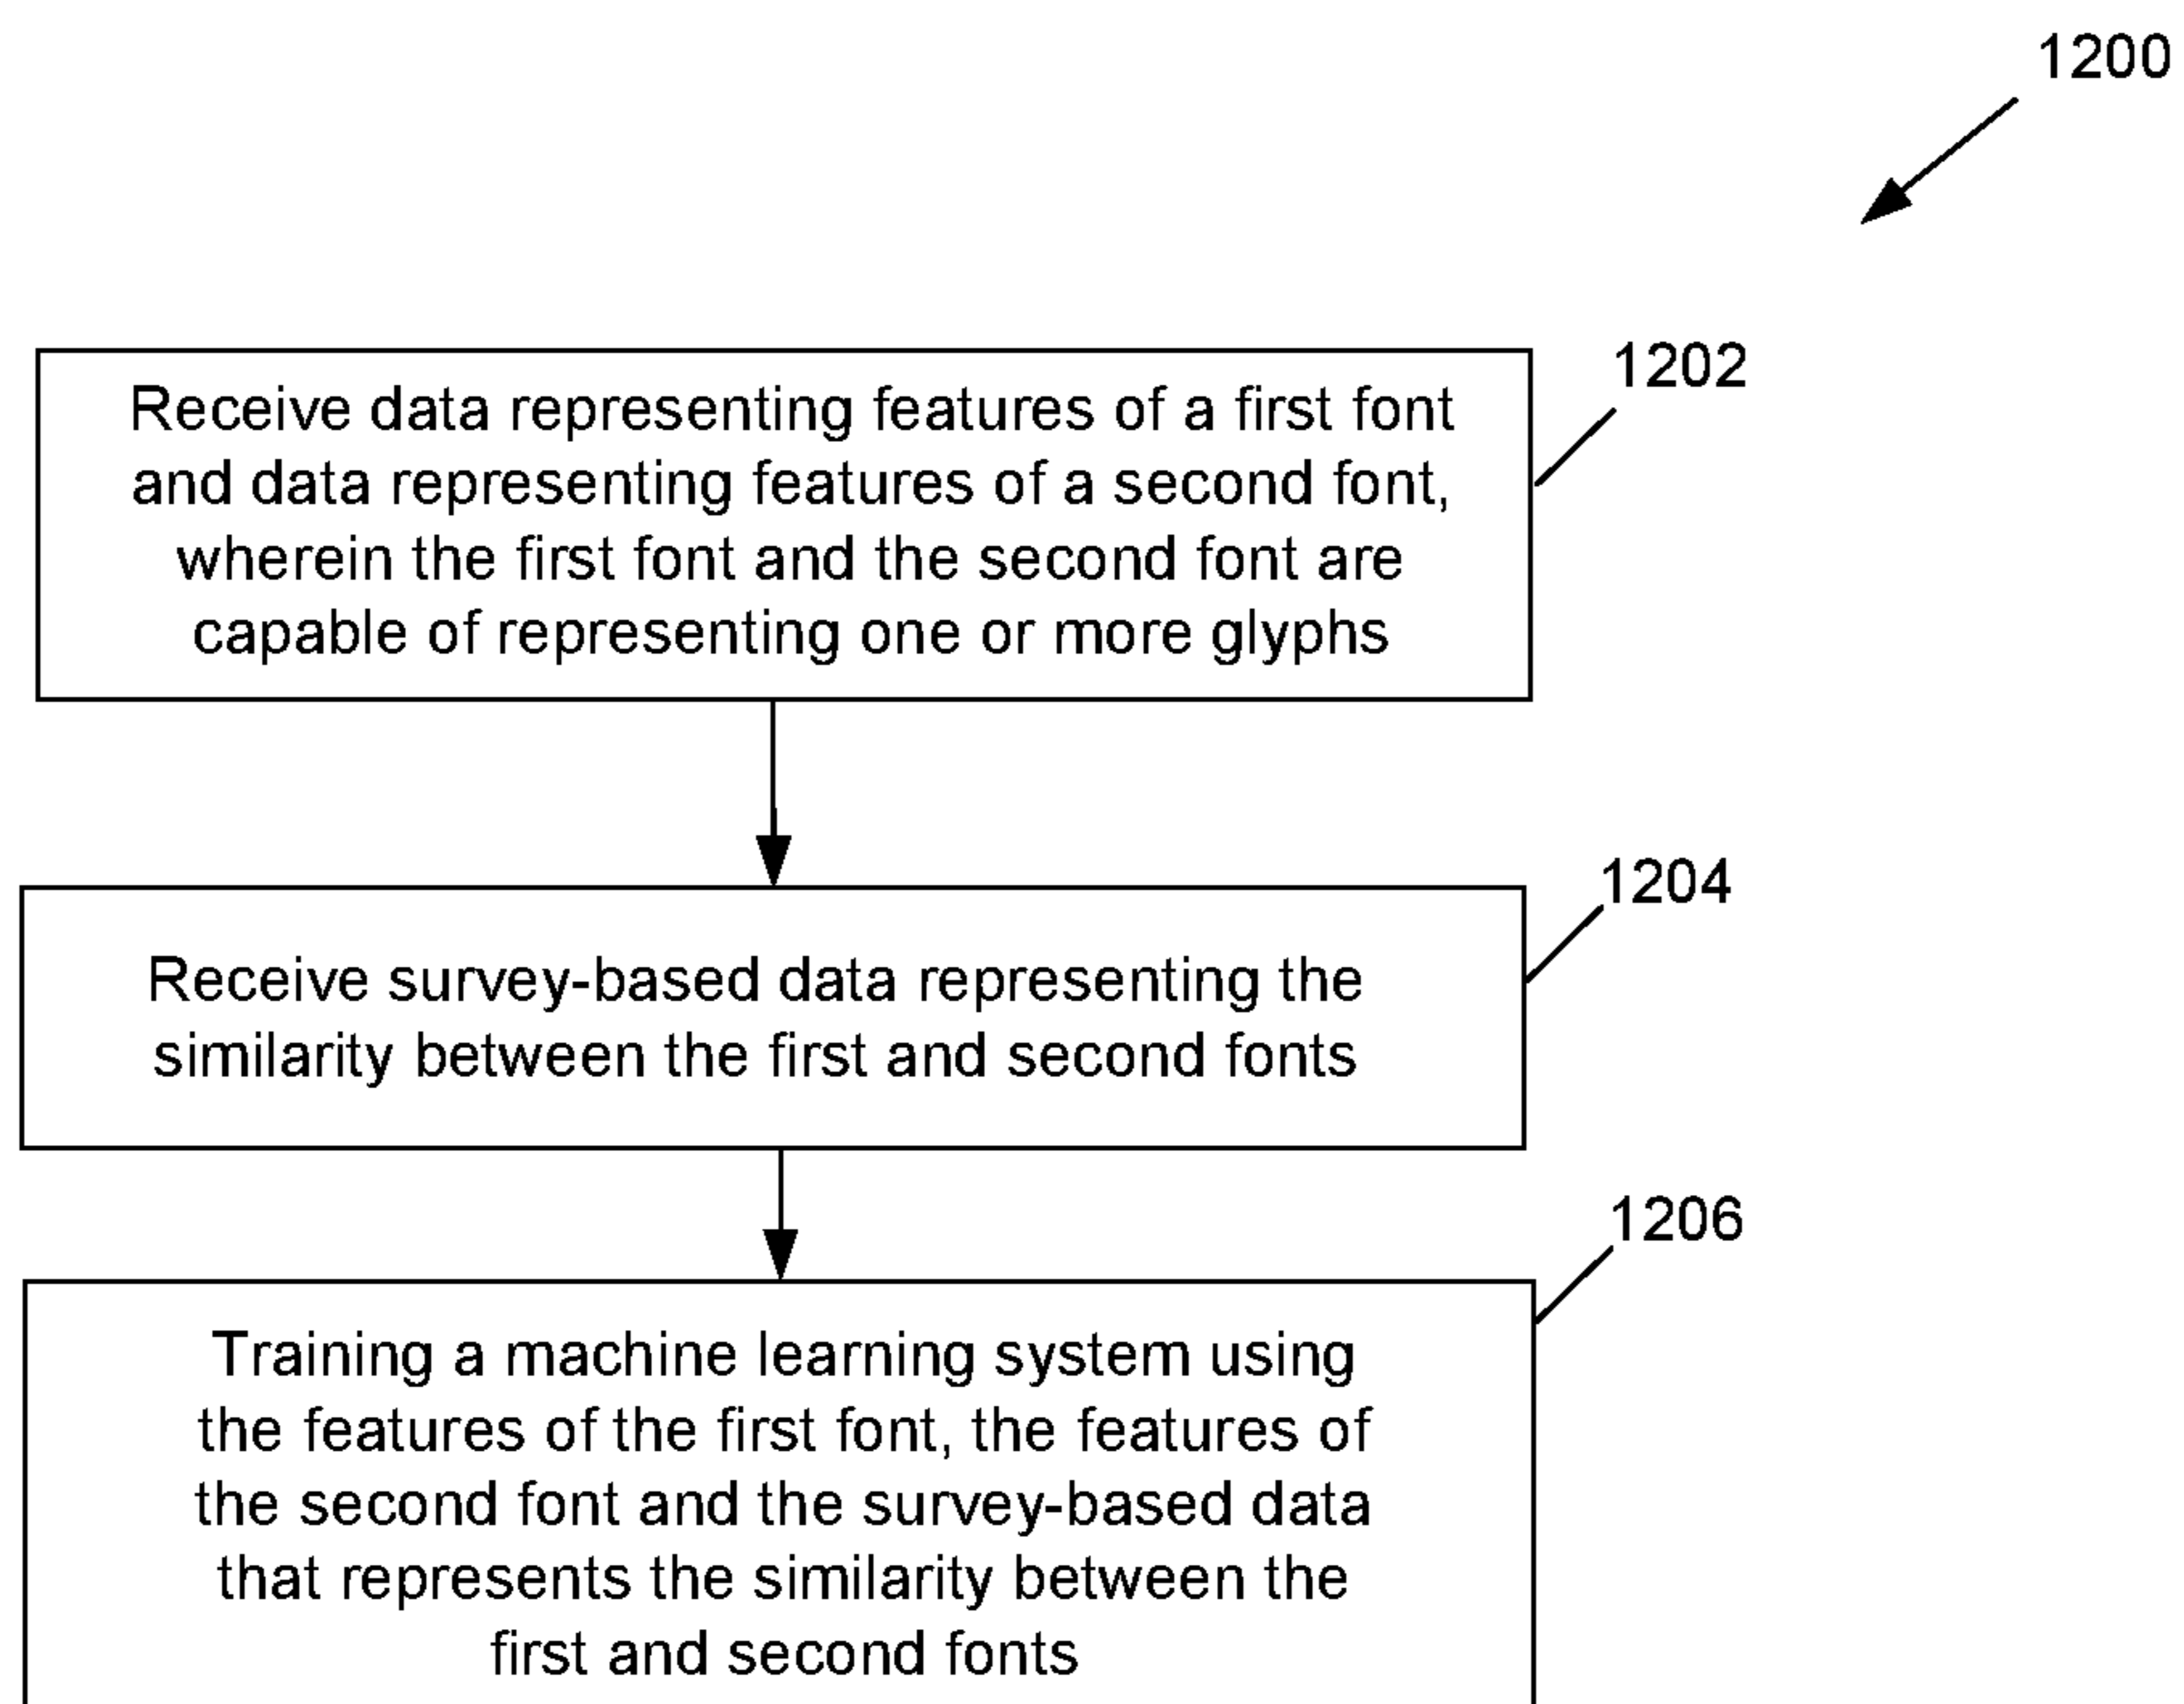 1200
1202
Receive data representing features of a first font
and data representing features of a second font,
wherein the first font and the second font are
capable of representing one or more glyphs
1204
Receive survey-based data representing the
similarity between the first and second fonts
1206
Training a machine learning system using
the features of the first font, the features of
the second font and the survey-based data
that represents the similarity between the
first and second fonts